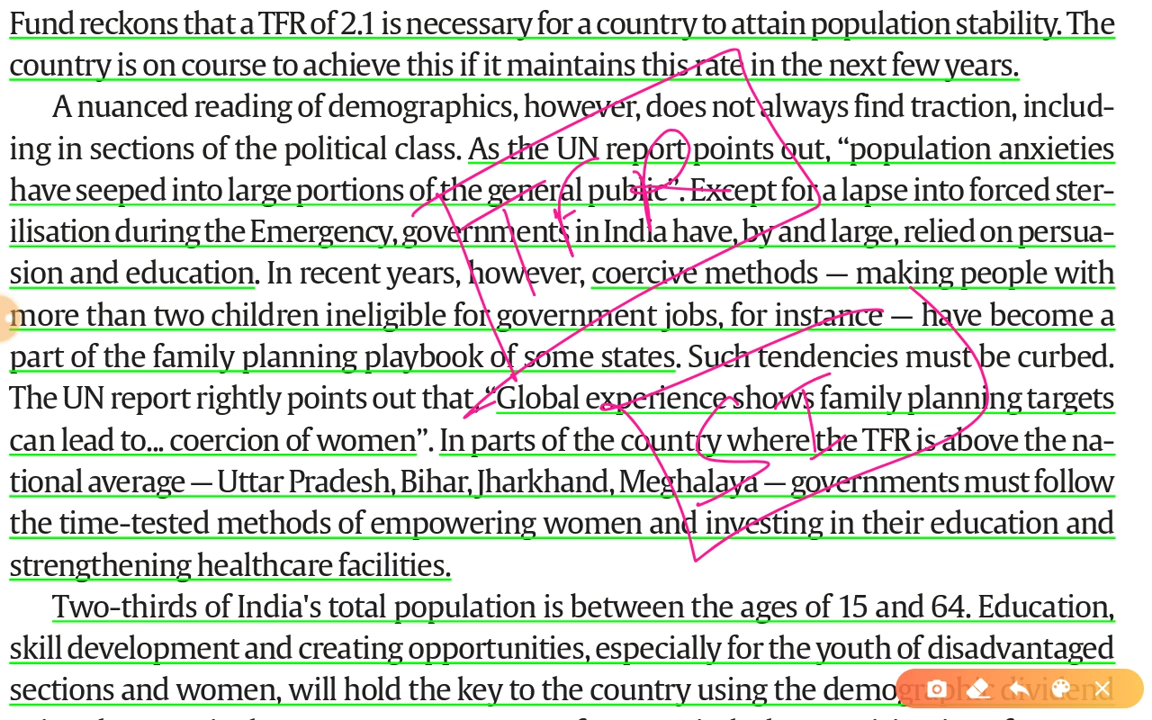 Fund reckons that a TFR of 2.1 is necessary for a country to attain population stability. The
country is on course to achieve this if it maintains this rate in the next few years.
A nuanced reading of demographics, however, does not always find traction, includ-
ing in sections of the political class. As the UN report points out, “population anxieties
have seeped into large portions of the general public”. Except for a lapse into forced ster-
ilisation during the Emergency, governments in India have, by and large, relied on persua-
sion and education. In recent years, however, coercive methods — making people with
more than two children ineligible for government jobs, for instance — have become a
part of the family planning playbook of some states. Such tendencies must be curbed.
The UN report rightly points out that, “Global experience shows family planning targets
can lead to... coercion of women”. In parts of the country where the TFR is above the na-
tional average — Uttar Pradesh, Bihar, Jharkhand, Meghalaya — governments must follow
the time-tested methods of empowering women and investing in their education and
strengthening healthcare facilities.
Two-thirds of India's total population is between the ages of 15 and 64. Education,
skill development and creating opportunities, especially for the youth of disadvantaged
sections and women, will hold the key to the country using the demographic dividend